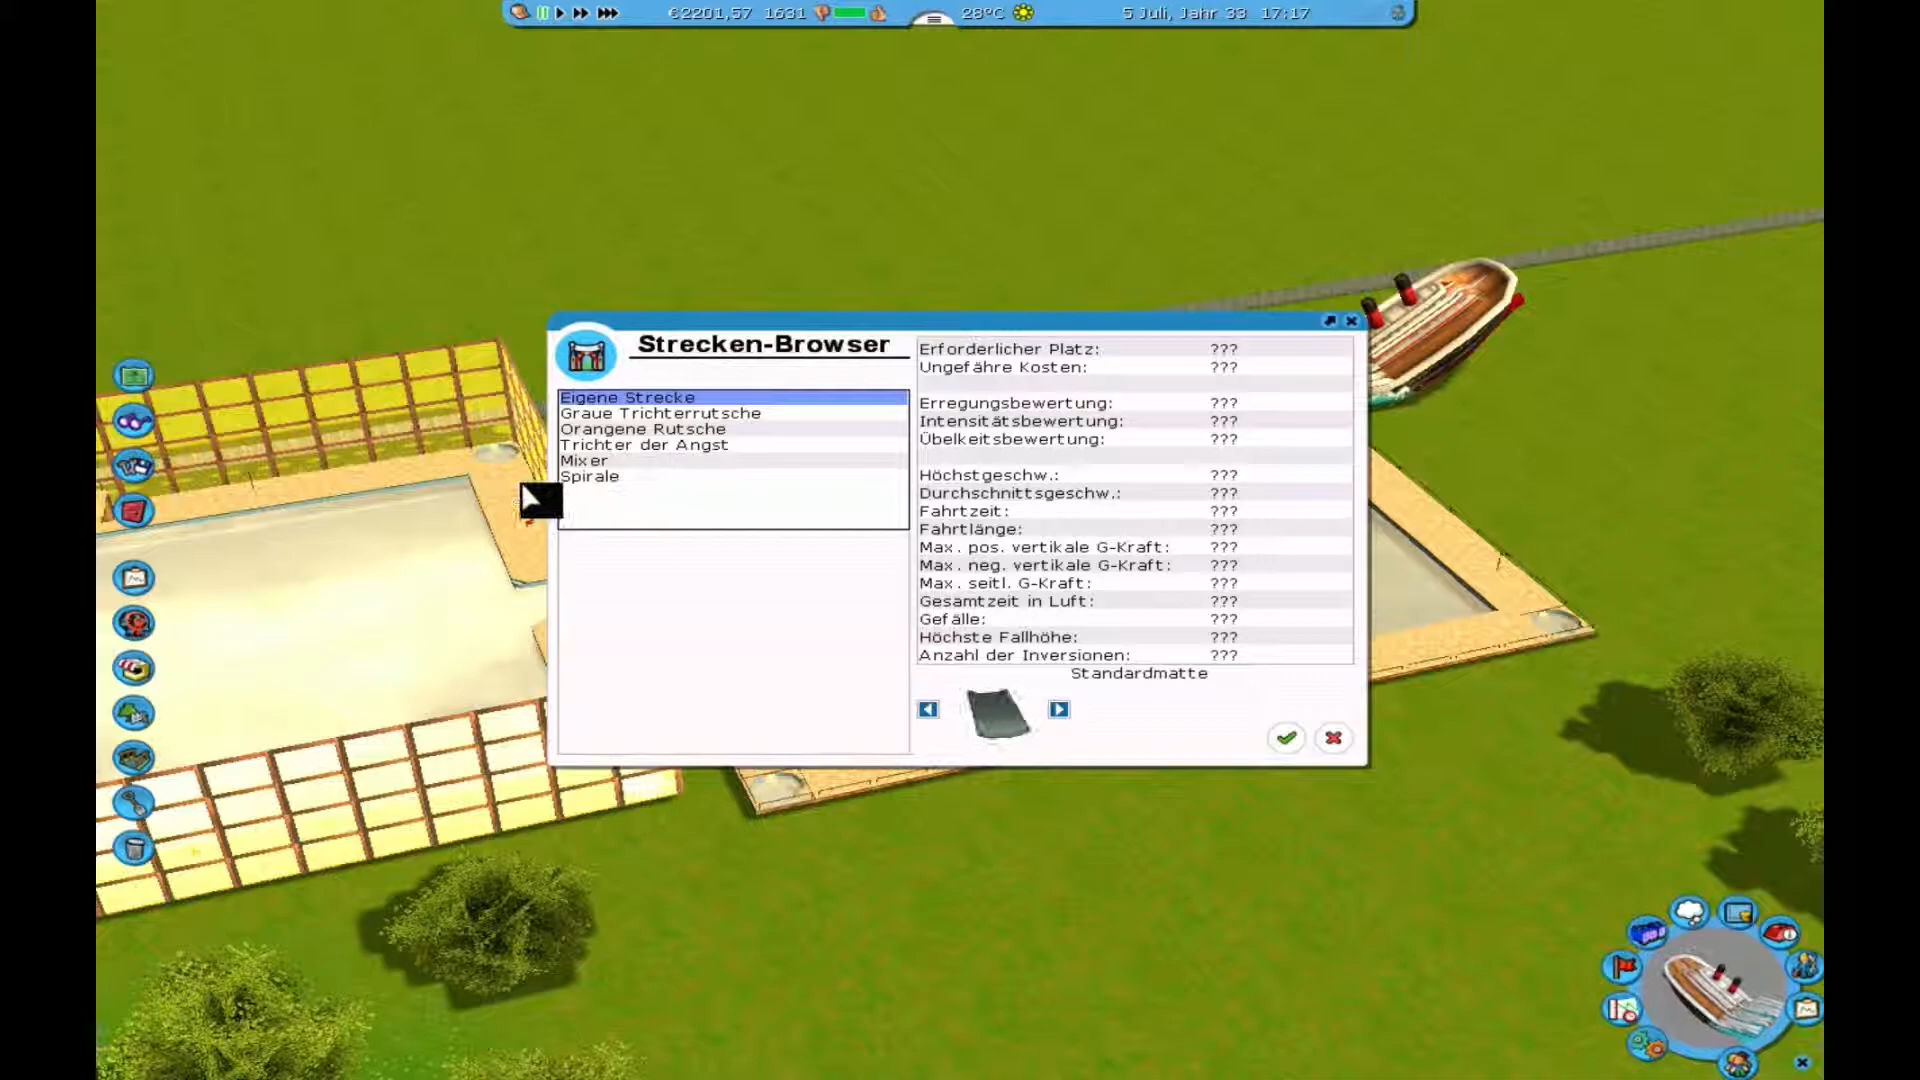 €2201,57 1631 28°C 5 Juli, Jahr 33 17:17
Strecken-Browser
Eigene Strecke
Graue Trichterrutsche
Orangene Rutsche
Trichter der Angst
Mixer
Spirale
Erforderlicher Platz: ???
Ungefähre Kosten: ???
Erregungsbewertung: ???
Intensitätsbewertung: ???
Übelkeitsbewertung: ???
Höchstgeschw.: ???
Durchschnittsgeschw.: ???
Fahrtzeit: ???
Fahrtlänge: ???
Max. pos. vertikale G-Kraft: ???
Max. neg. vertikale G-Kraft: ???
Max. seitl. G-Kraft: ???
Gesamtzeit in Luft: ???
Gefälle: ???
Höchste Fallhöhe: ???
Anzahl der Inversionen: ???
Standardmatte